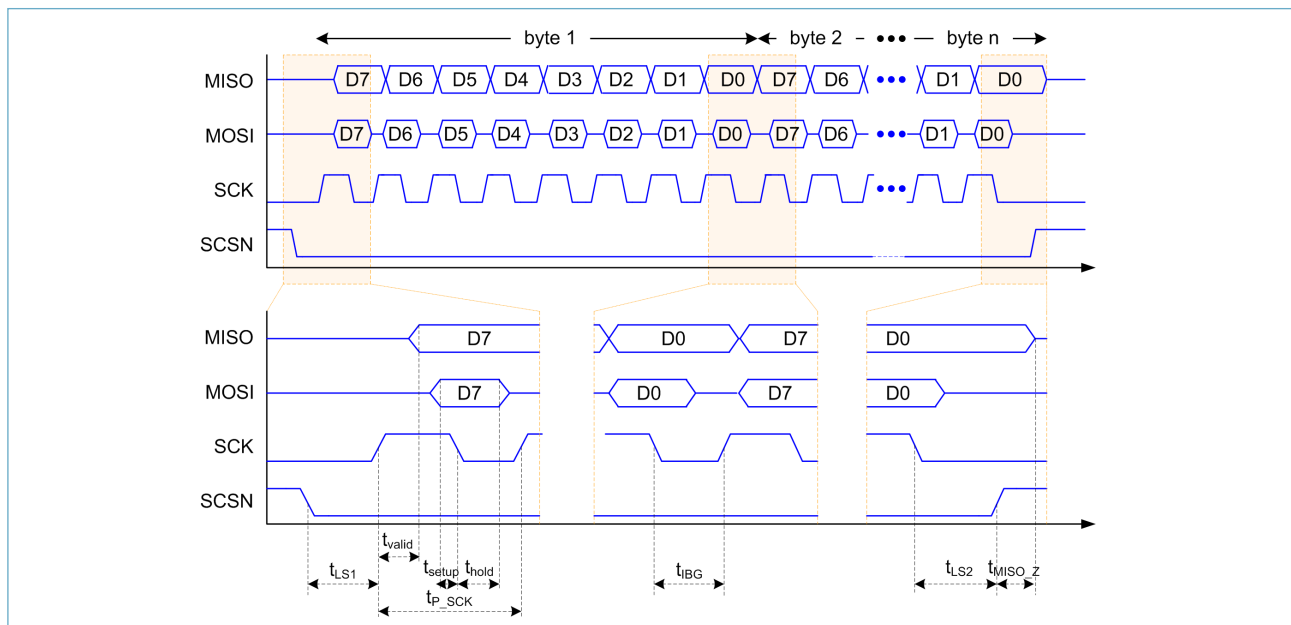 byte 1 byte 2 ••• byte n
MISO D7 D6 D5 D4 D3 D2 D1 D0 D7 D6 ••• D1 D0
MOSI D7 D6 D5 D4 D3 D2 D1 D0 D7 D6 ••• D1 D0
SCK •••
SCSN
MISO D7 D0 D7 D0
MOSI D7 D0 D7 D0
SCK
SCSN
tvalid
tLS1 tsetup thold tIBG tLS2 tMISO_Z
tP_SCK